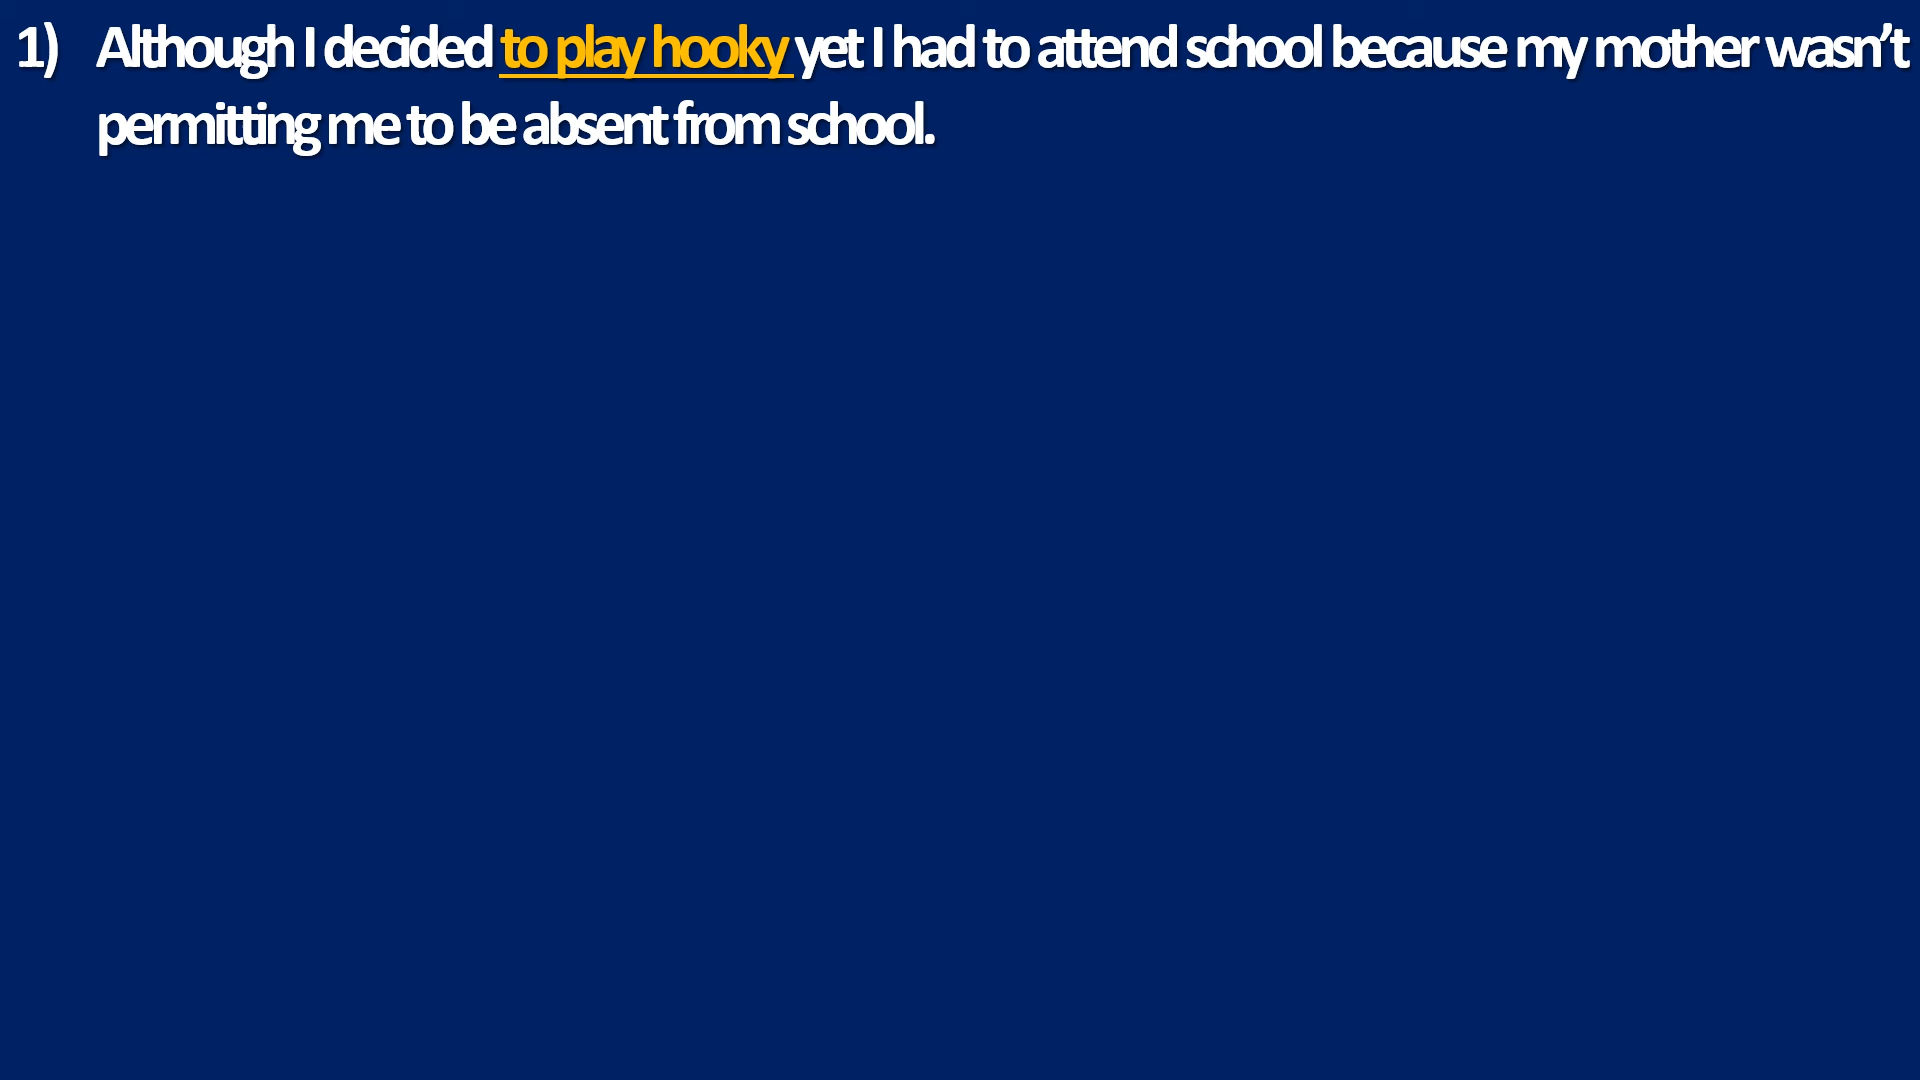 1) Although I decided to play hooky yet I had to attend school because my mother wasn’t
permitting me to be absent from school.